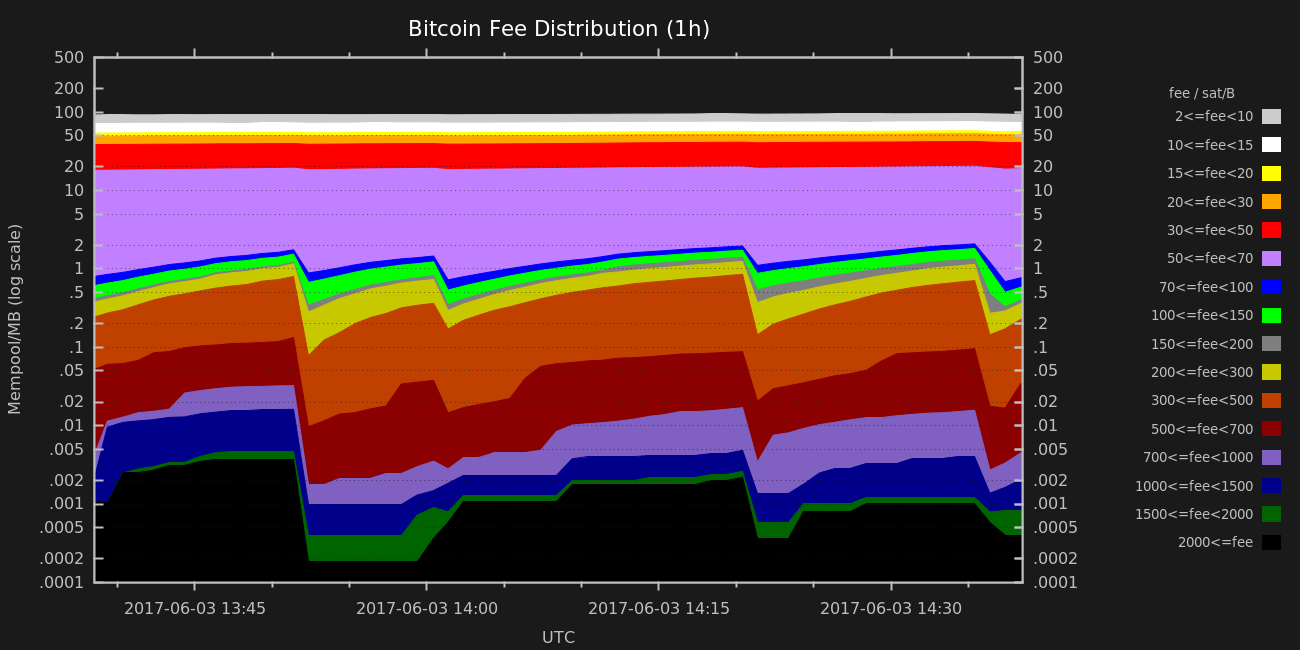 Bitcoin Fee Distribution (1h)
Mempool/MB (log scale)
500
200
100
50
20
10
5
2
1
.5
.2
.1
.05
.02
.01
.005
.002
.001
.0005
.0002
.0001
500
200
100
50
20
10
5
2
1
.5
.2
.1
.05
.02
.01
.005
.002
.001
.0005
.0002
.0001
2017-06-03 13:45
2017-06-03 14:00
2017-06-03 14:15
2017-06-03 14:30
UTC
fee / sat/B
2<=fee<10
10<=fee<15
15<=fee<20
20<=fee<30
30<=fee<50
50<=fee<70
70<=fee<100
100<=fee<150
150<=fee<200
200<=fee<300
300<=fee<500
500<=fee<700
700<=fee<1000
1000<=fee<1500
1500<=fee<2000
2000<=fee